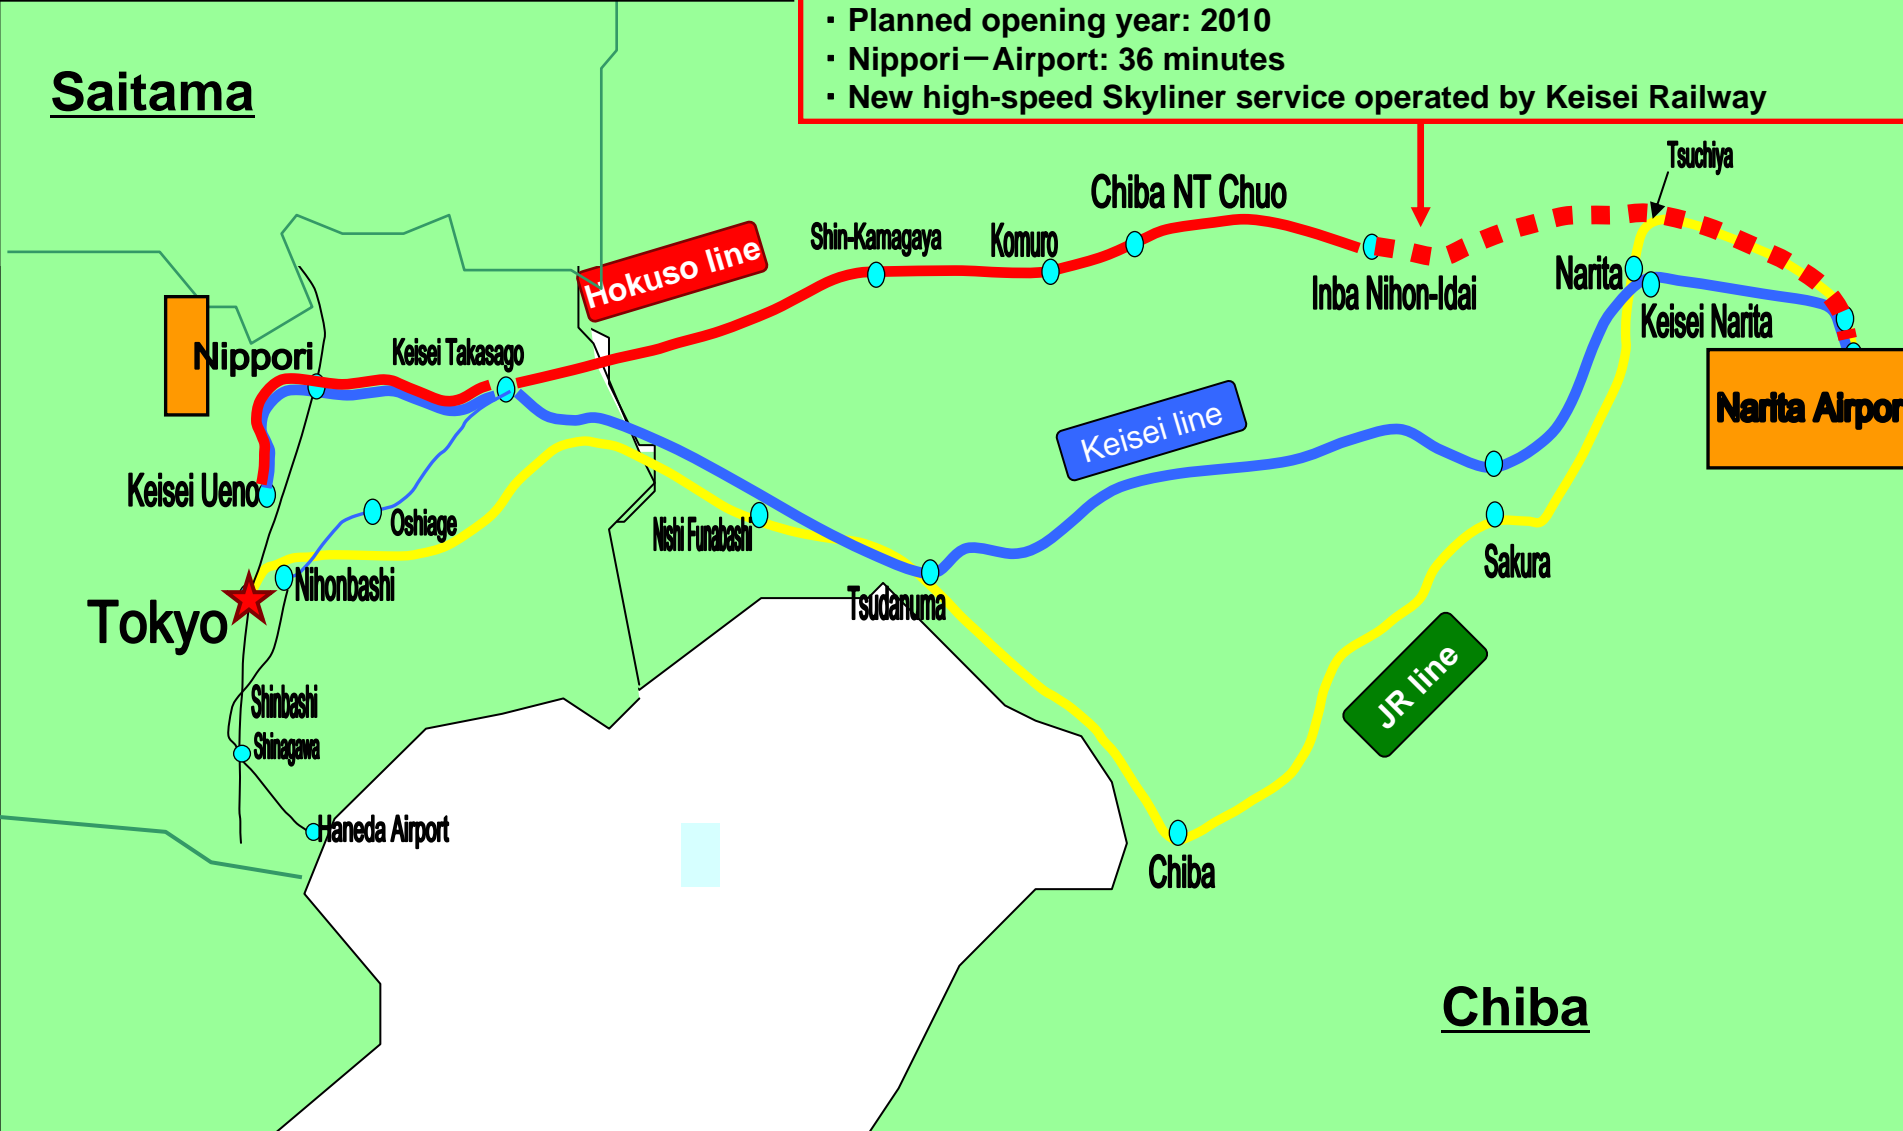 ・Planned opening year: 2010
・Nippori－Airport: 36 minutes
・New high-speed Skyliner service operated by Keisei Railway
Saitama
Tsuchiya
Chiba NT Chuo
Shin-Kamagaya
Komuro
Hokuso line
Narita
Inba Nihon-Idai
Keisei Narita
Nippori
Keisei Takasago
Narita Airpor
Keisei line
Keisei Ueno
Oshiage
Nishi Funabashi
Sakura
Nihonbashi
Tsudanuma
Tokyo
JR line
Shinbashi
Shinagawa
Haneda Airport
Chiba
Chiba